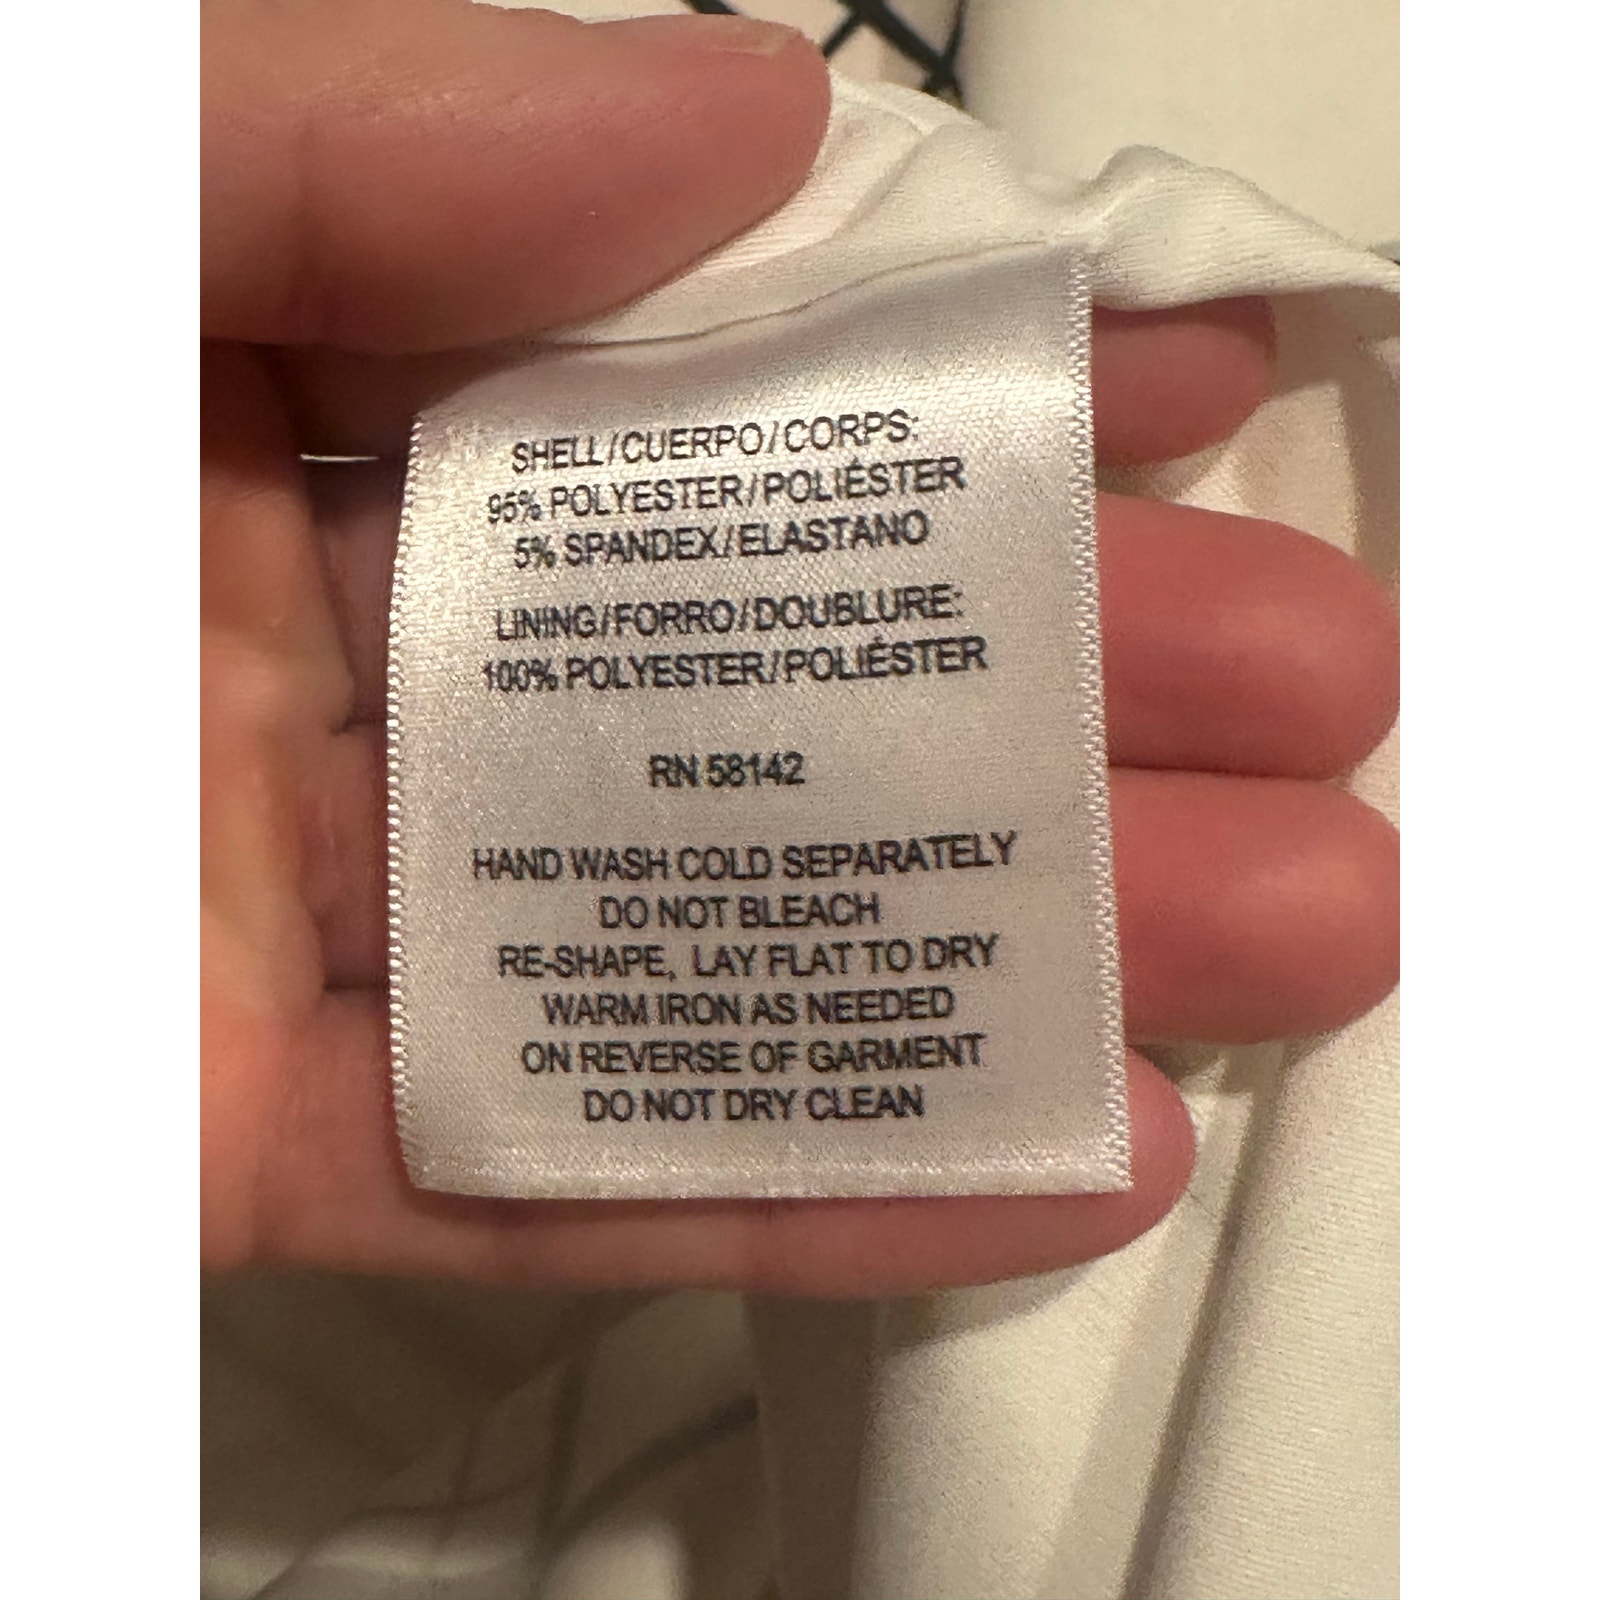 SHELL/CUERPO/CORPS:
95% POLYESTER/POLIÉSTER
5% SPANDEX/ELASTANO
LINING/FORRO/DOUBLURE:
100% POLYESTER/POLIÉSTER
RN 58142
HAND WASH COLD SEPARATELY
DO NOT BLEACH
RE-SHAPE, LAY FLAT TO DRY
WARM IRON AS NEEDED
ON REVERSE OF GARMENT
DO NOT DRY CLEAN